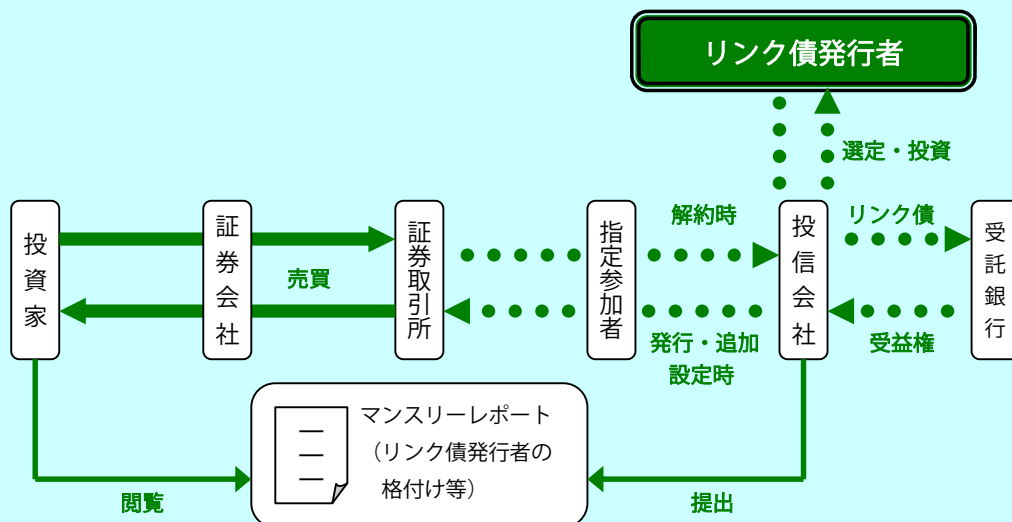 リンク債発行者
選定・投資
投資家
証券会社
売買
証券取引所
指定参加者
解約時
発行・追加
設定時
投信会社
リンク債
受益権
受託銀行
マンスリーレポート
（リンク債発行者の
格付け等）
閲覧
提出